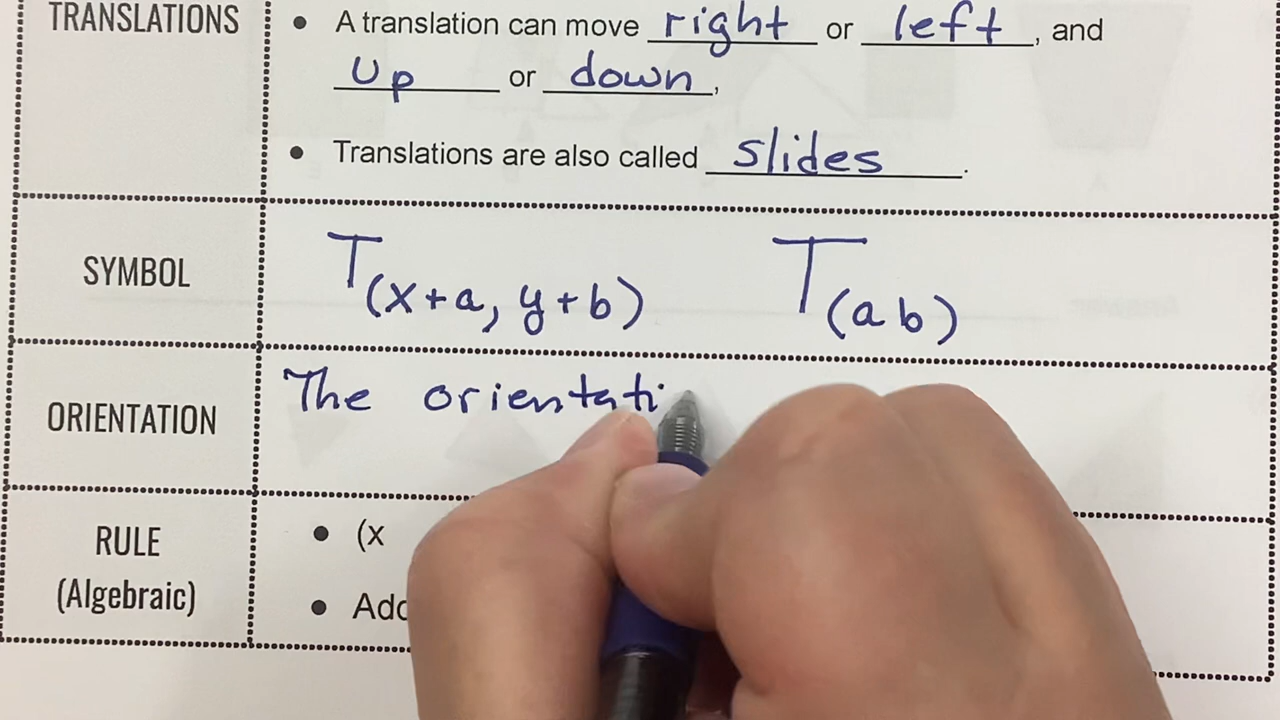 TRANSLATIONS
• A translation can move right or left, and
up or down,
• Translations are also called slides.
SYMBOL
T(x+a, y+b) T(a b)
ORIENTATION
The orientati
RULE
(Algebraic)
• (x
• Add